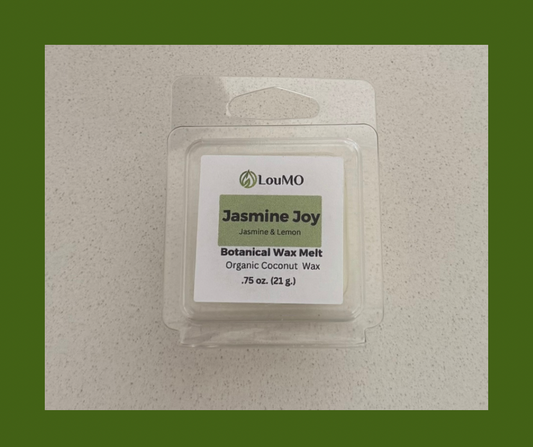 LouMO
Jasmine Joy
Jasmine & Lemon
Botanical Wax Melt
Organic Coconut Wax
.75 oz. (21 g.)